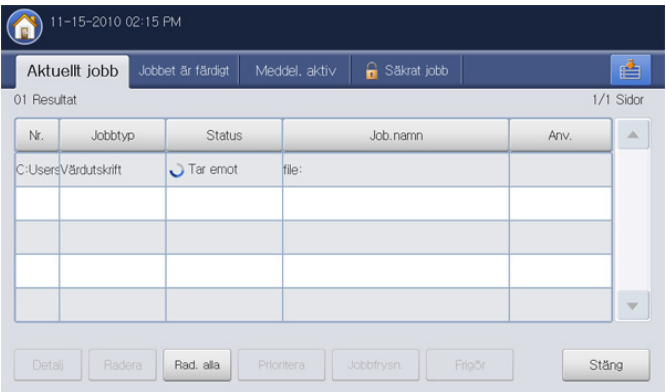 11-15-2010 02:15 PM
Aktuellt jobb Jobbet är färdigt Meddel. aktiv Säkrat jobb
01 Resultat 1/1 Sidor
Nr. Jobbtyp Status Job.namn Anv.
C:Users Värdutskrift Tar emot file:
Detalj Radera Rad. alla Prioritera Jobbfrysn. Frigör Stäng